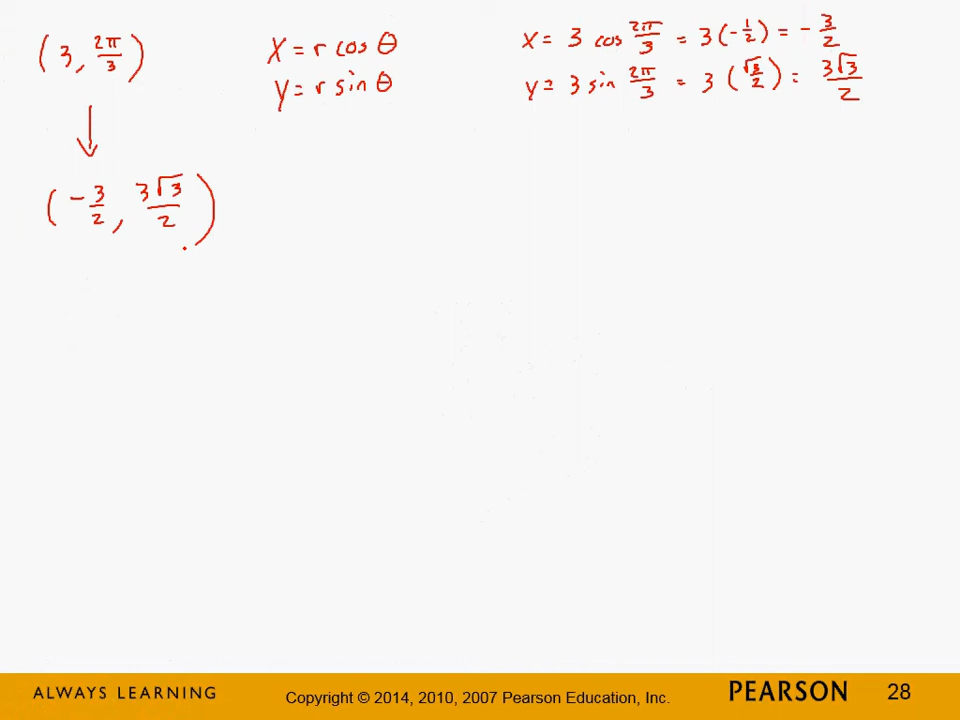 (3, 2π/3)
x = r cos θ
y = r sin θ
x = 3 cos 2π/3 = 3(-1/2) = -3/2
y = 3 sin 2π/3 = 3(√3/2) = 3√3/2
↓
(-3/2, 3√3/2)
ALWAYS LEARNING
Copyright © 2014, 2010, 2007 Pearson Education, Inc.
PEARSON
28